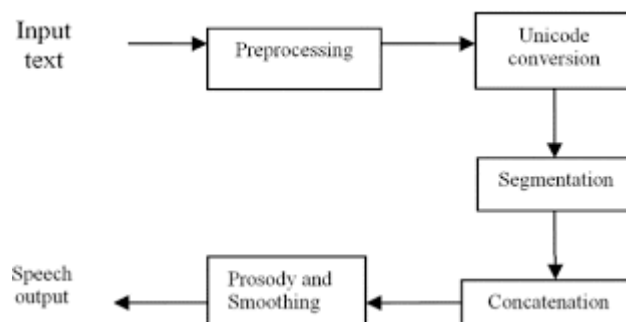 Input
text
Preprocessing
Unicode
conversion
Segmentation
Concatenation
Prosody and
Smoothing
Speech
output